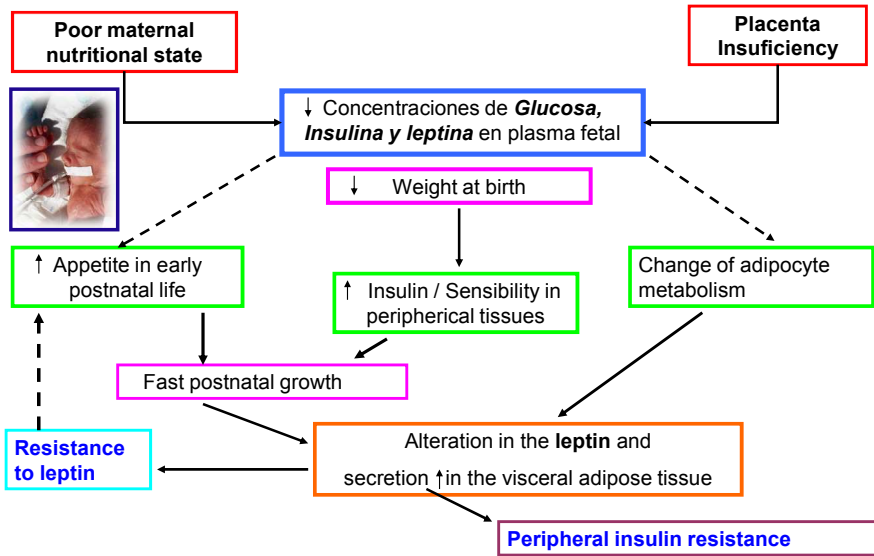 Poor maternal
nutritional state
Placenta
Insuficiency
↓ Concentraciones de Glucosa,
Insulina y leptina en plasma fetal
↓ Weight at birth
↑ Appetite in early
postnatal life
↑ Insulin / Sensibility in
peripherical tissues
Change of adipocyte
metabolism
Fast postnatal growth
Resistance
to leptin
Alteration in the leptin and
secretion ↑in the visceral adipose tissue
Peripheral insulin resistance